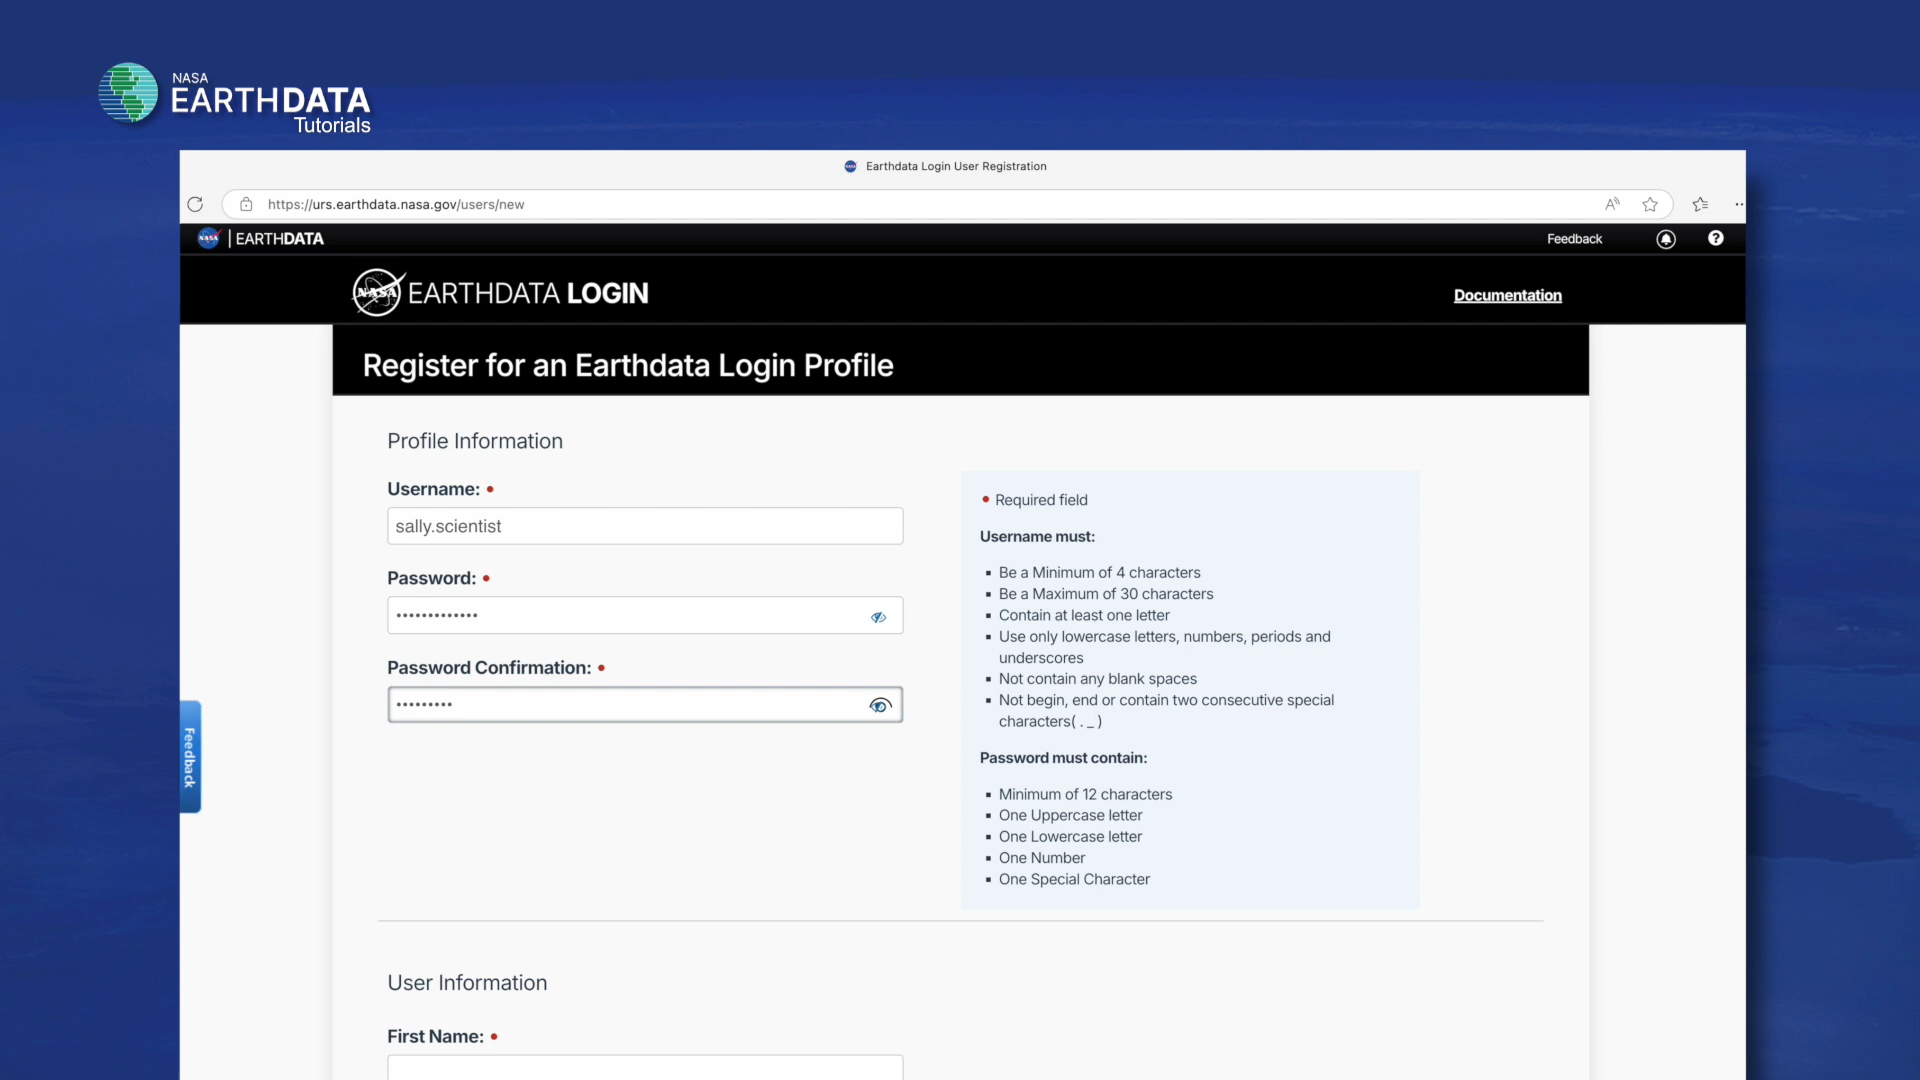 NASA
EARTHDATA
Tutorials
Earthdata Login User Registration
https://urs.earthdata.nasa.gov/users/new
NASA EARTHDATA
Feedback
?
NASA EARTHDATA LOGIN
Documentation
Register for an Earthdata Login Profile
Profile Information
Username: •
sally.scientist
Password: •
•••••••••••••
Password Confirmation: •
•••••••••
• Required field
Username must:
▪ Be a Minimum of 4 characters
▪ Be a Maximum of 30 characters
▪ Contain at least one letter
▪ Use only lowercase letters, numbers, periods and
underscores
▪ Not contain any blank spaces
▪ Not begin, end or contain two consecutive special
characters( . _ )
Password must contain:
▪ Minimum of 12 characters
▪ One Uppercase letter
▪ One Lowercase letter
▪ One Number
▪ One Special Character
Feedback
User Information
First Name: •